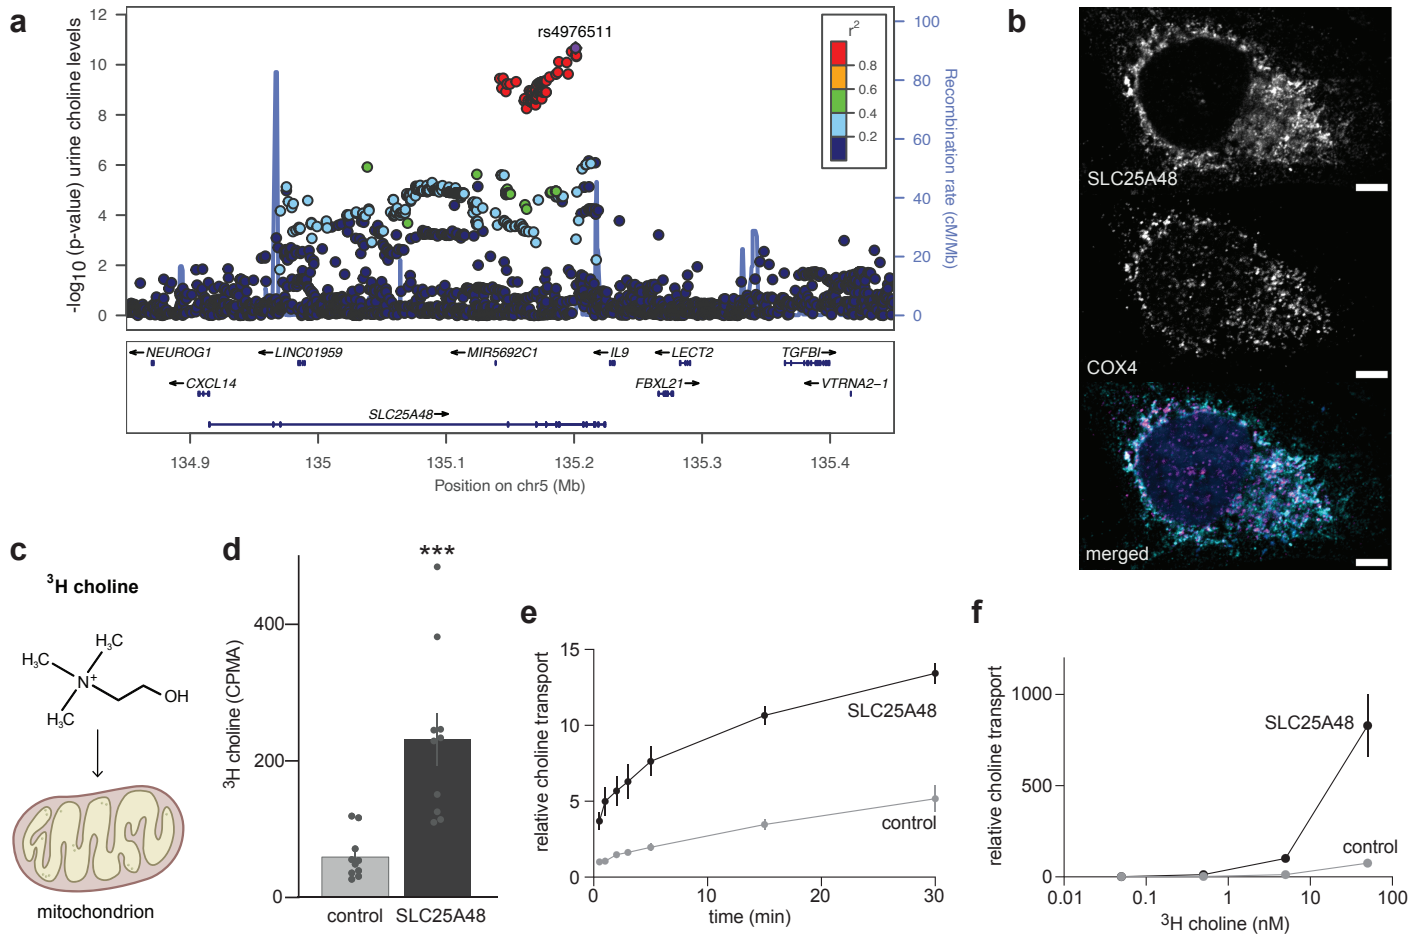 a
-log10 (p-value) urine choline levels
12
10
8
6
4
2
0
rs4976511
r2
0.8
0.6
0.4
0.2
100
80
60
40
20
0
Recombination rate (cM/Mb)
NEUROG1
LINC01959
MIR5692C1
IL9
LECT2
TGFBI
CXCL14
FBXL21
VTRNA2−1
SLC25A48
134.9
135
135.1
135.2
135.3
135.4
Position on chr5 (Mb)
b
SLC25A48
COX4
merged
c
3H choline
H3C
H3C
N+
OH
H3C
mitochondrion
d
***
3H choline (CPMA)
400
200
0
control
SLC25A48
e
relative choline transport
15
10
5
0
SLC25A48
control
0
10
20
30
time (min)
f
relative choline transport
1000
500
0
SLC25A48
control
0.01
0.1
1
10
100
3H choline (nM)